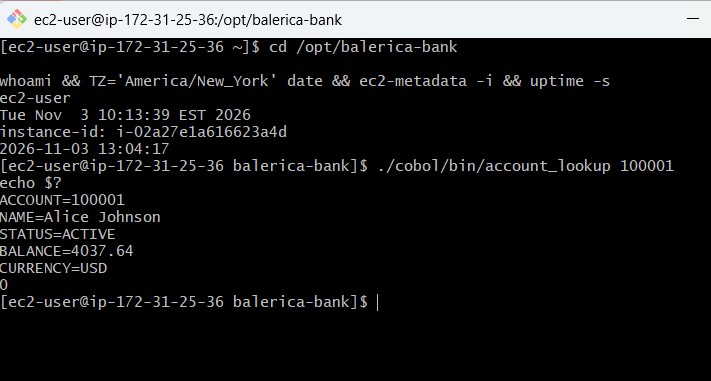 ec2-user@ip-172-31-25-36:/opt/balerica-bank
[ec2-user@ip-172-31-25-36 ~]$ cd /opt/balerica-bank
whoami && TZ='America/New_York' date && ec2-metadata -i && uptime -s
ec2-user
Tue Nov  3 10:13:39 EST 2026
instance-id: i-02a27e1a616623a4d
2026-11-03 13:04:17
[ec2-user@ip-172-31-25-36 balerica-bank]$ ./cobol/bin/account_lookup 100001
echo $?
ACCOUNT=100001
NAME=Alice Johnson
STATUS=ACTIVE
BALANCE=4037.64
CURRENCY=USD
0
[ec2-user@ip-172-31-25-36 balerica-bank]$